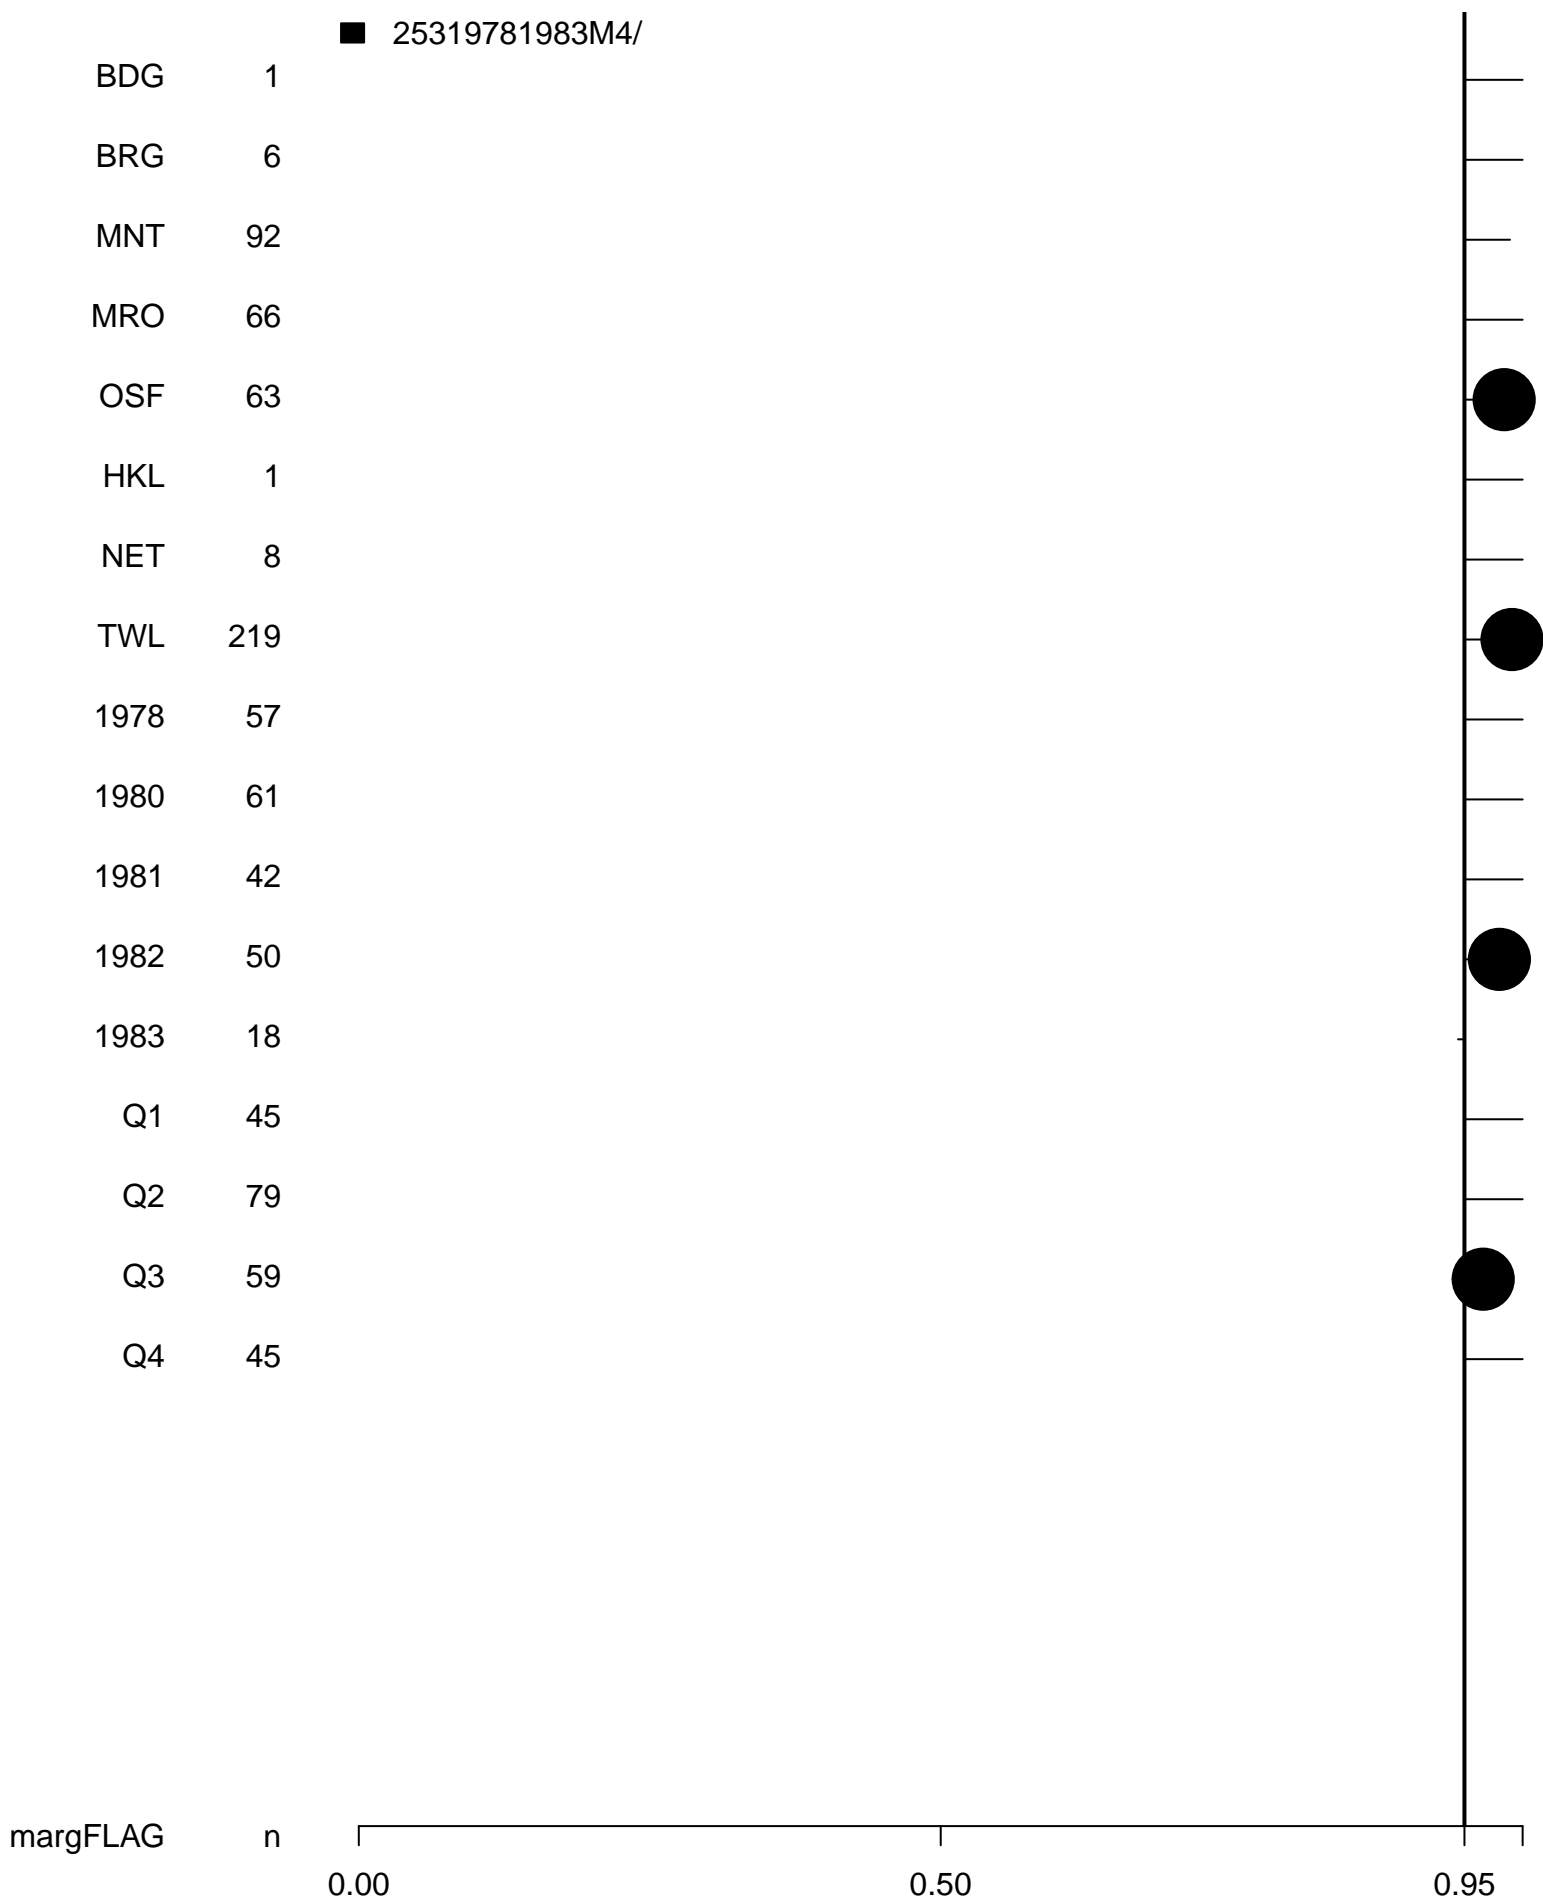 25319781983M4/
BDG 1
BRG 6
MNT 92
MRO 66
OSF 63
HKL 1
NET 8
TWL 219
1978 57
1980 61
1981 42
1982 50
1983 18
Q1 45
Q2 79
Q3 59
Q4 45
margFLAG n
0.00 0.50 0.95